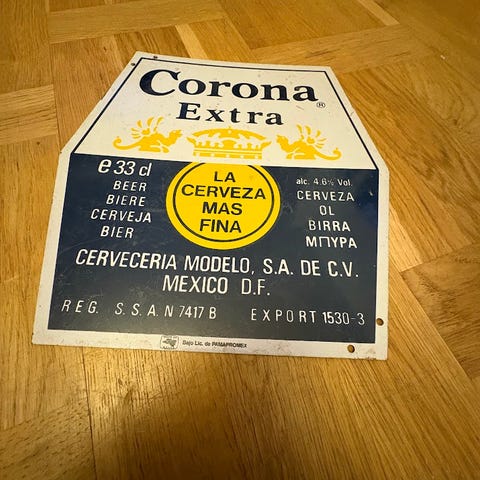 Corona®
Extra
e 33 cl
BEER
BIERE
CERVEJA
BIER
LA
CERVEZA
MAS
FINA
alc. 4.6% Vol.
CERVEZA
OL
BIRRA
ΜΠΥΡΑ
CERVECERIA MODELO, S.A. DE C.V.
MEXICO D.F.
REG. S.S.A.N 7417 B EXPORT 1530-3
Bajo Lic. de PAMAPROMEX